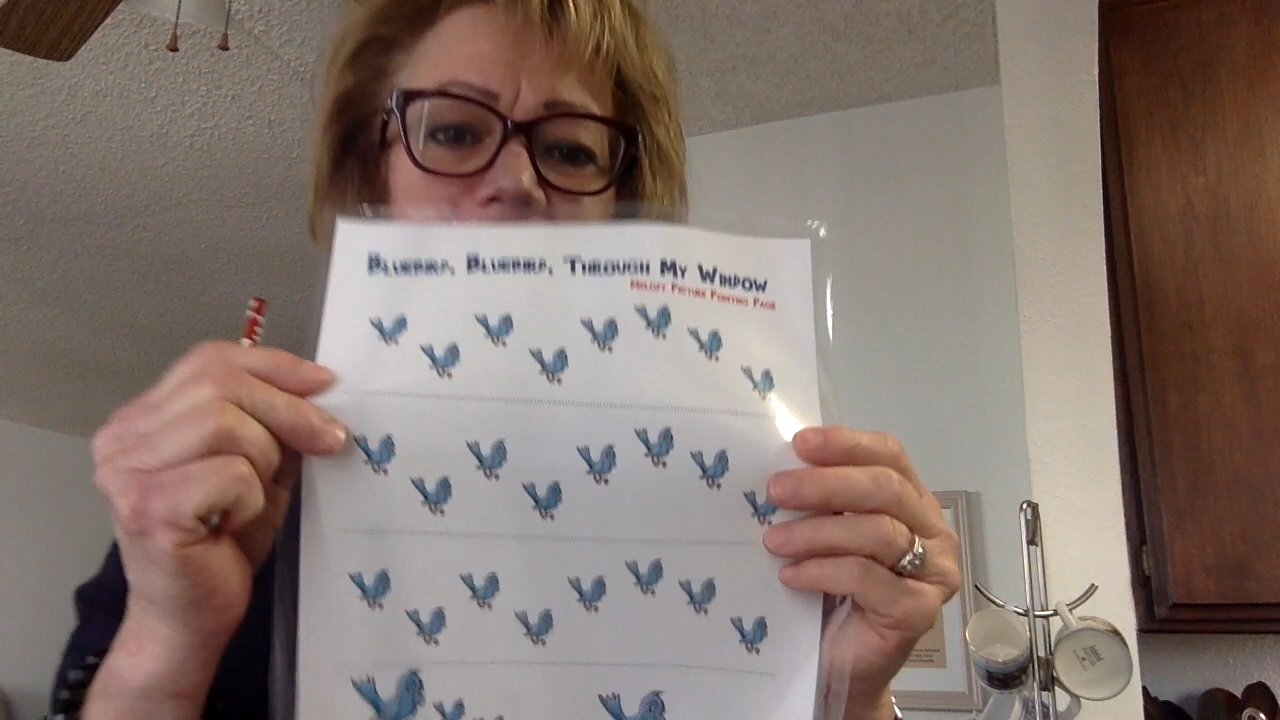 BLUEBIRD, BLUEBIRD, THROUGH MY WINDOW
MELODY PICTURE POINTING PAGE